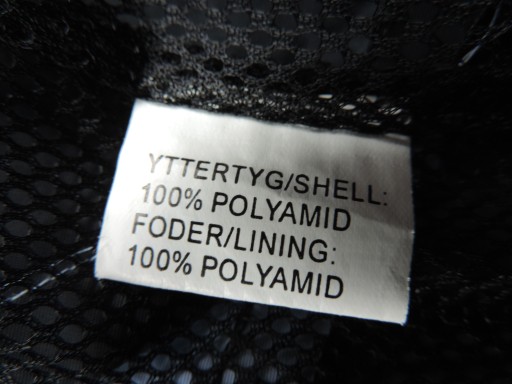 YTTERTYG/SHELL:
100% POLYAMID
FODER/LINING:
100% POLYAMID